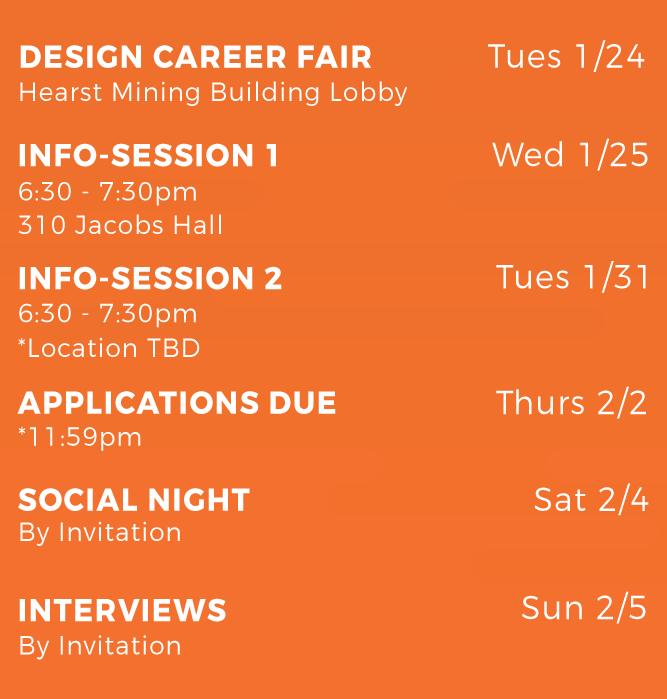 DESIGN CAREER FAIR Tues 1/24
Hearst Mining Building Lobby
INFO-SESSION 1 Wed 1/25
6:30 - 7:30pm
310 Jacobs Hall
INFO-SESSION 2 Tues 1/31
6:30 - 7:30pm
*Location TBD
APPLICATIONS DUE Thurs 2/2
*11:59pm
SOCIAL NIGHT Sat 2/4
By Invitation
INTERVIEWS Sun 2/5
By Invitation